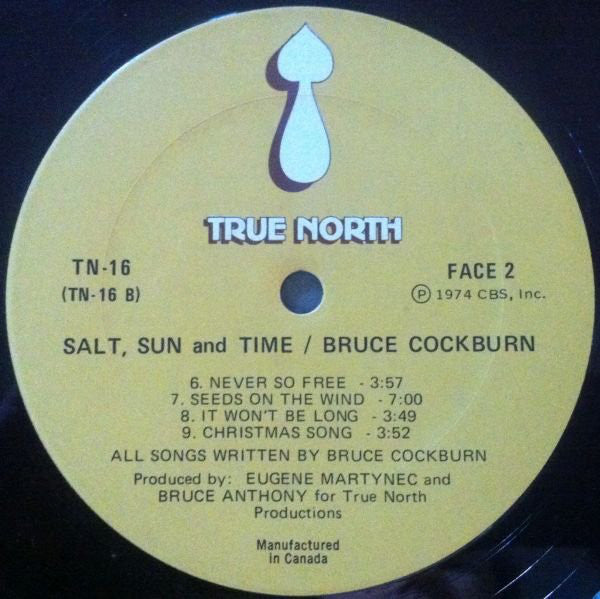 TRUE NORTH
TN-16
(TN-16 B)
FACE 2
Ⓟ 1974 CBS, Inc.
SALT, SUN and TIME / BRUCE COCKBURN
6. NEVER SO FREE - 3:57
7. SEEDS ON THE WIND - 7:00
8. IT WON'T BE LONG - 3:49
9. CHRISTMAS SONG - 3:52
ALL SONGS WRITTEN BY BRUCE COCKBURN
Produced by: EUGENE MARTYNEC and
BRUCE ANTHONY for True North
Productions
Manufactured
in Canada